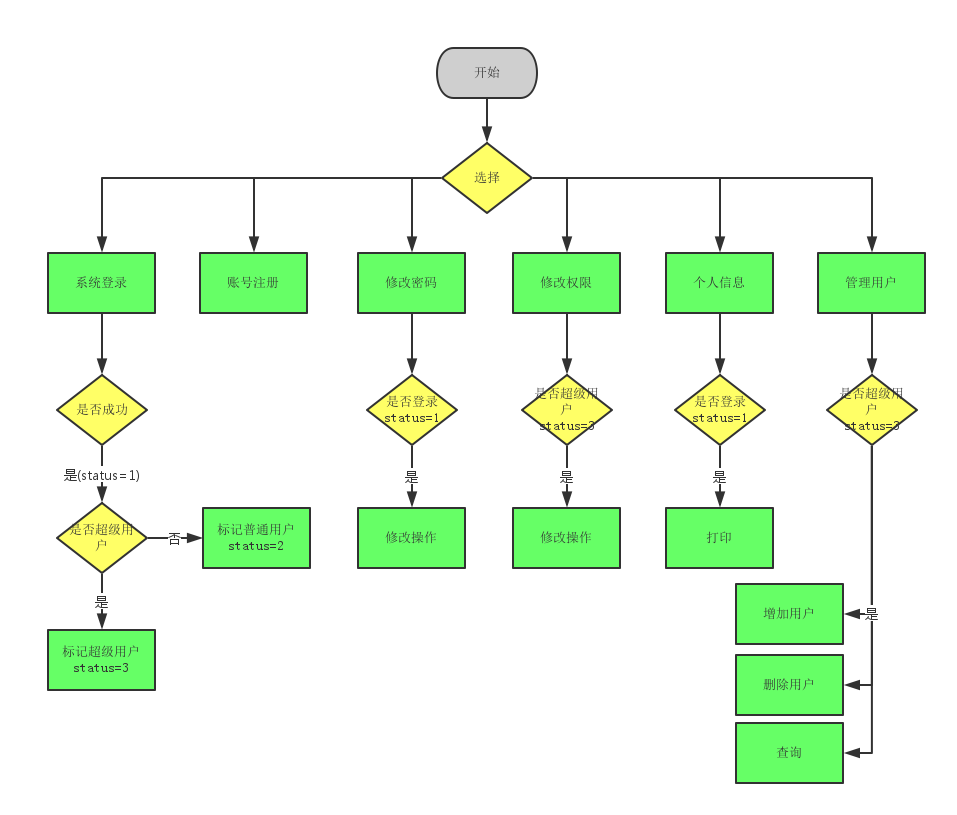 开始
选择
系统登录
账号注册
修改密码
修改权限
个人信息
管理用户
是否成功
是否登录
status=1
是否超级用
户
status=3
是否登录
status=1
是否超级用
户
status=3
是(status=1)
是
是
是
是否超级用
户
否
标记普通用户
status=2
修改操作
修改操作
打印
是
标记超级用户
status=3
是
增加用户
删除用户
查询